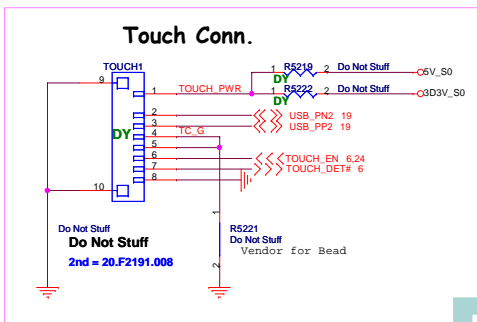 Touch Conn.
TOUCH1
9
1 R5219 2 Do Not Stuff 5V_S0
DY
1 TOUCH_PWR 1 R5222 2 Do Not Stuff 3D3V_S0
DY
2 USB_PN2 19
3 USB_PP2 19
DY 4 TC_G
5
6 TOUCH_EN 6,24
7 TOUCH_DET# 6
8
10
1
Do Not Stuff R5221
Do Not Stuff Do Not Stuff
Vendor for Bead
2nd = 20.F2191.008
2